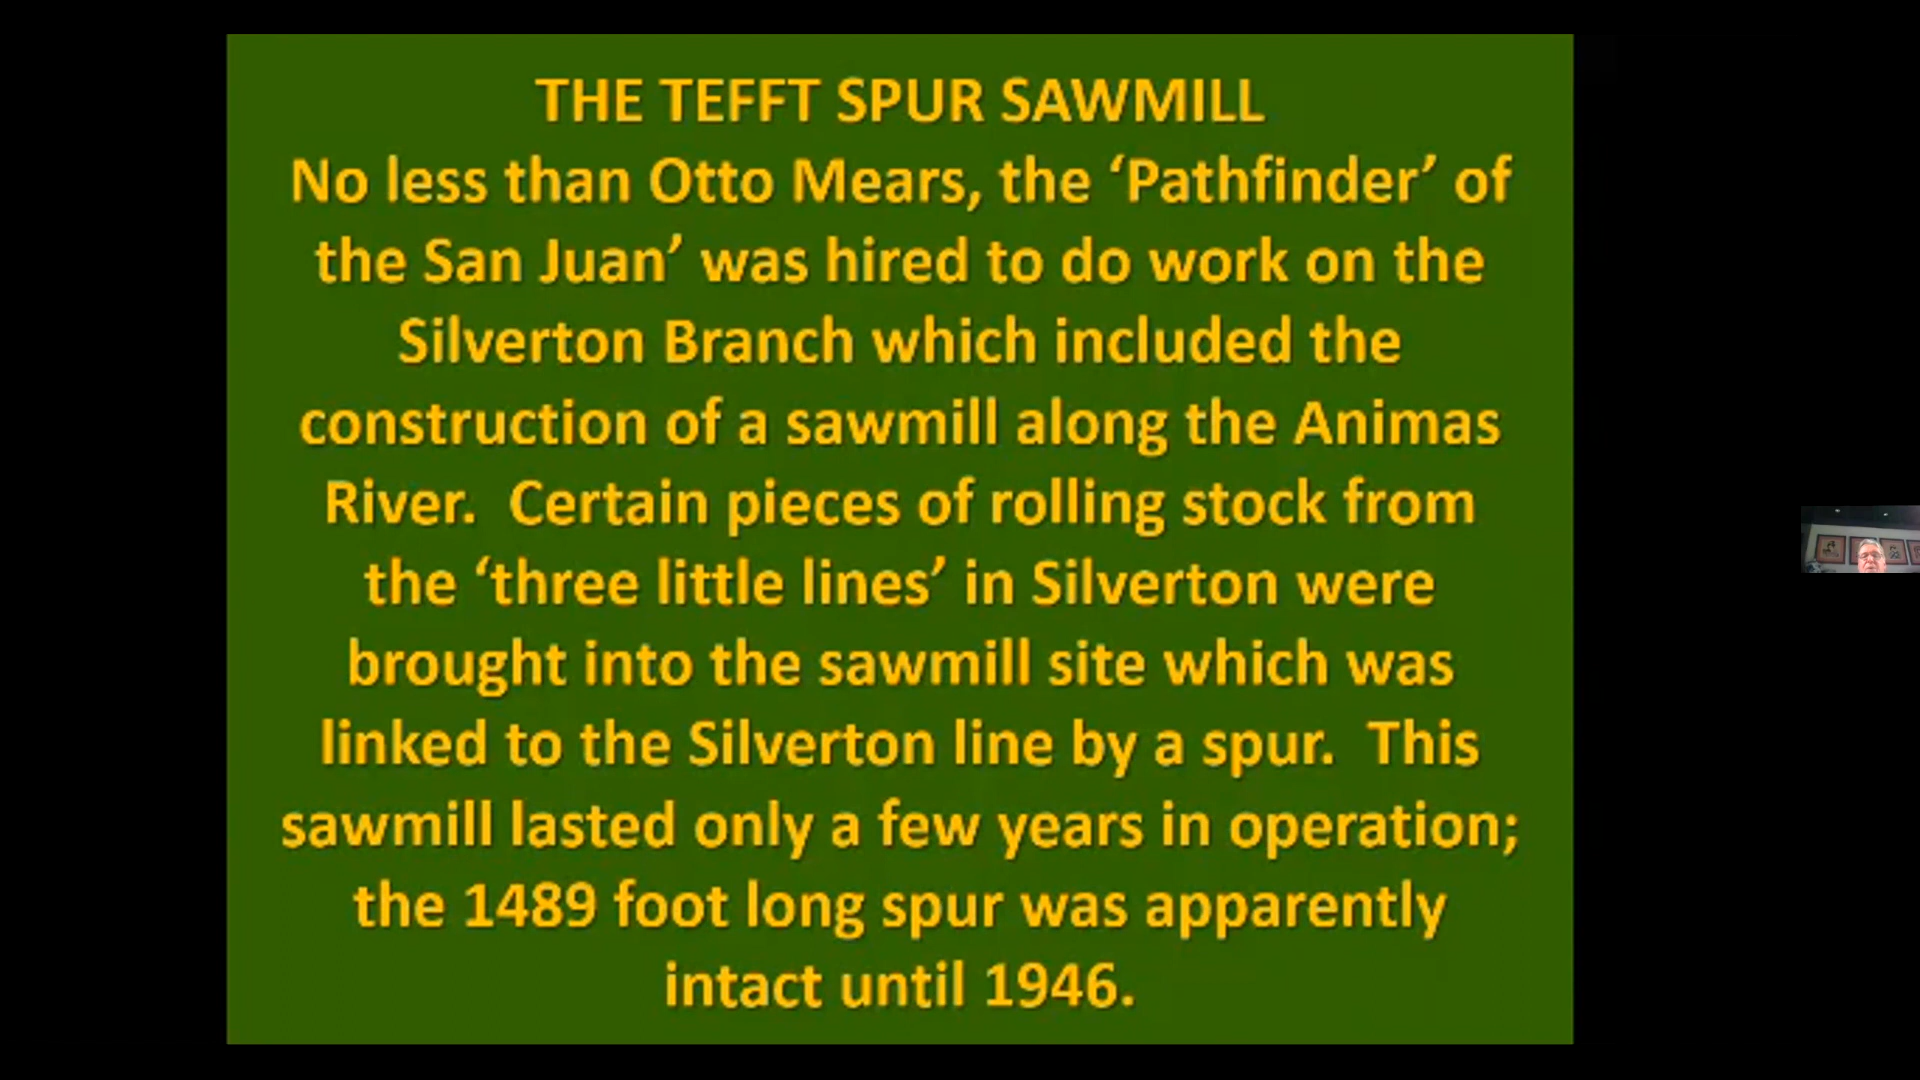 THE TEFFT SPUR SAWMILL
No less than Otto Mears, the ‘Pathfinder’ of
the San Juan’ was hired to do work on the
Silverton Branch which included the
construction of a sawmill along the Animas
River.  Certain pieces of rolling stock from
the ‘three little lines’ in Silverton were
brought into the sawmill site which was
linked to the Silverton line by a spur.  This
sawmill lasted only a few years in operation;
the 1489 foot long spur was apparently
intact until 1946.